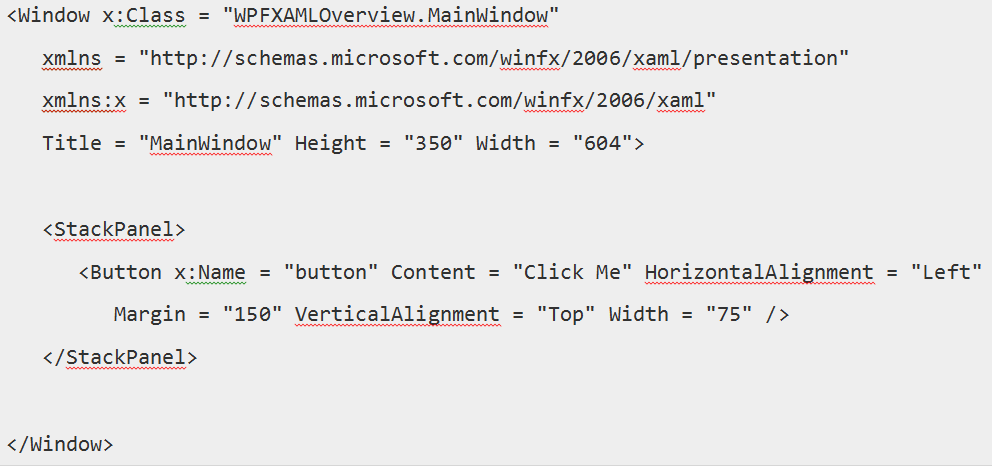 <Window x:Class = "WPFXAMLOverview.MainWindow"
xmlns = "http://schemas.microsoft.com/winfx/2006/xaml/presentation"
xmlns:x = "http://schemas.microsoft.com/winfx/2006/xaml"
Title = "MainWindow" Height = "350" Width = "604">
<StackPanel>
<Button x:Name = "button" Content = "Click Me" HorizontalAlignment = "Left"
Margin = "150" VerticalAlignment = "Top" Width = "75" />
</StackPanel>
</Window>